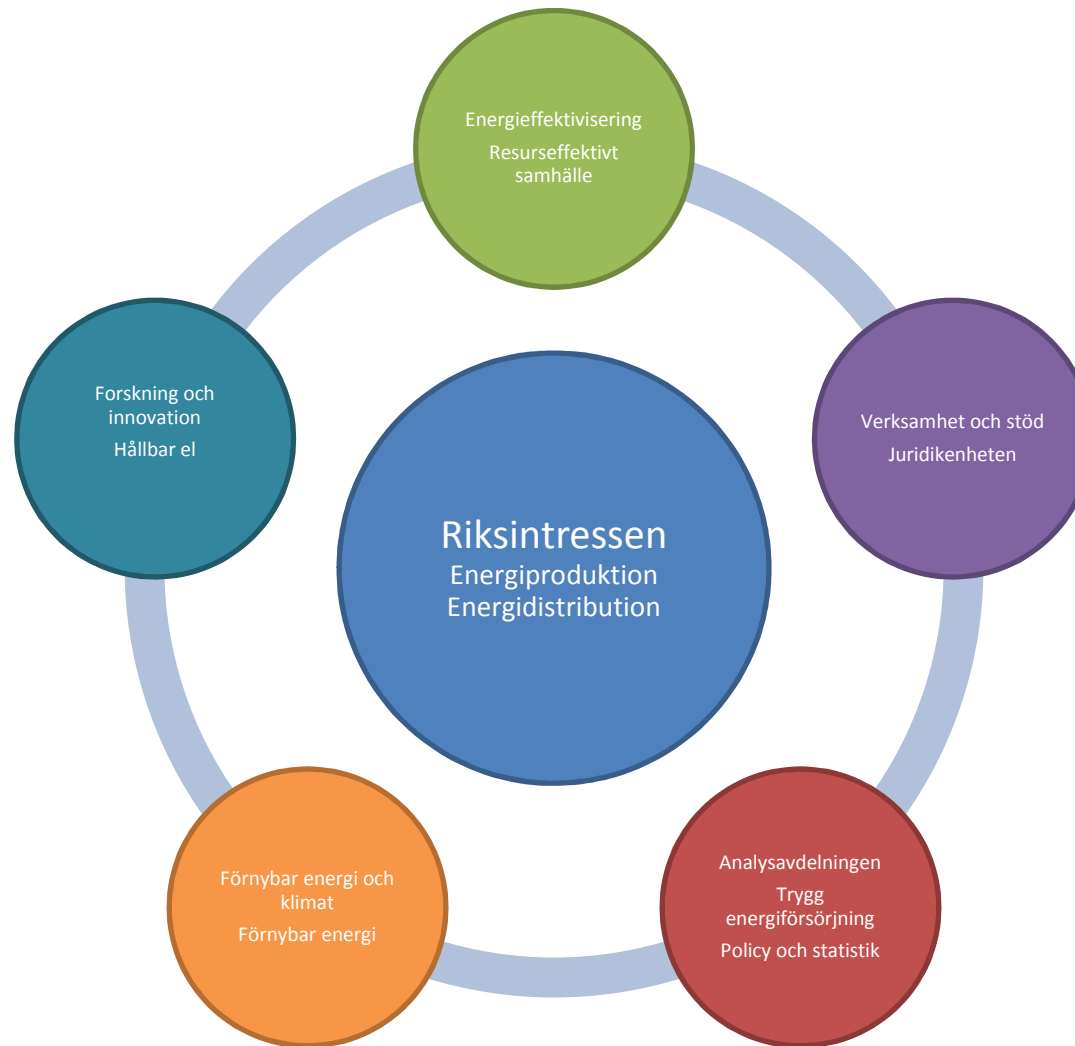 Energieffektivisering
Resurseffektivt
samhälle
Forskning och
innovation
Hållbar el
Verksamhet och stöd
Juridikenheten
Riksintressen
Energiproduktion
Energidistribution
Förnybar energi och
klimat
Förnybar energi
Analysavdelningen
Trygg
energiförsörjning
Policy och statistik